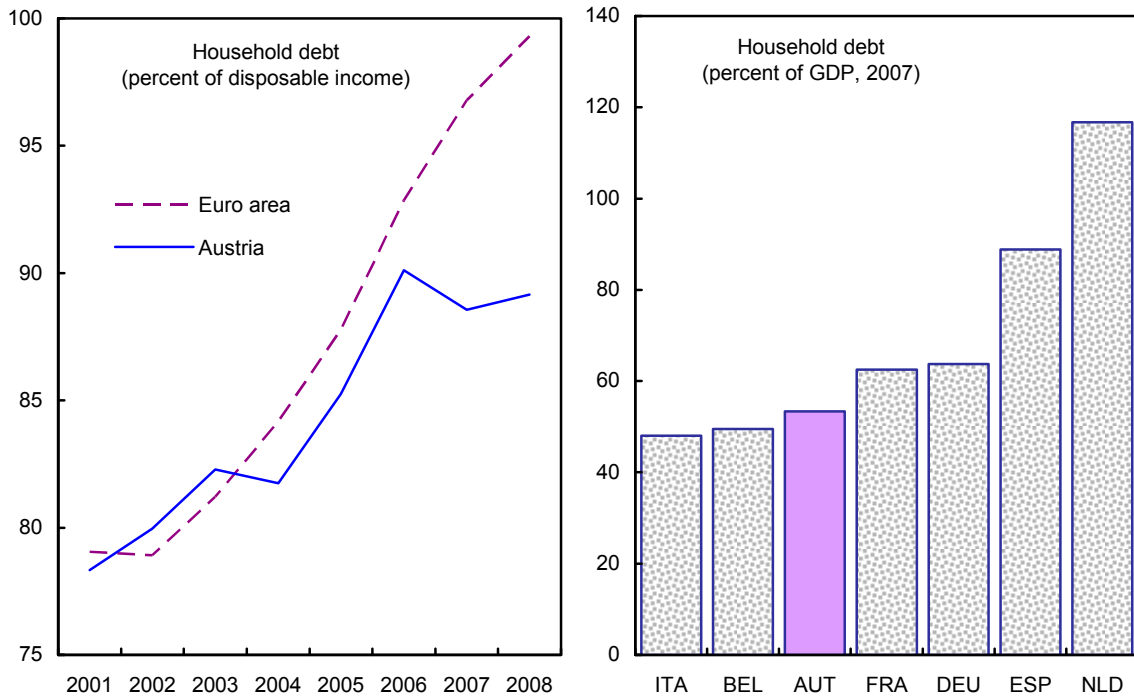 Household debt
(percent of disposable income)
Euro area
Austria
100
95
90
85
80
75
2001 2002 2003 2004 2005 2006 2007 2008
Household debt
(percent of GDP, 2007)
140
120
100
80
60
40
20
0
ITA BEL AUT FRA DEU ESP NLD